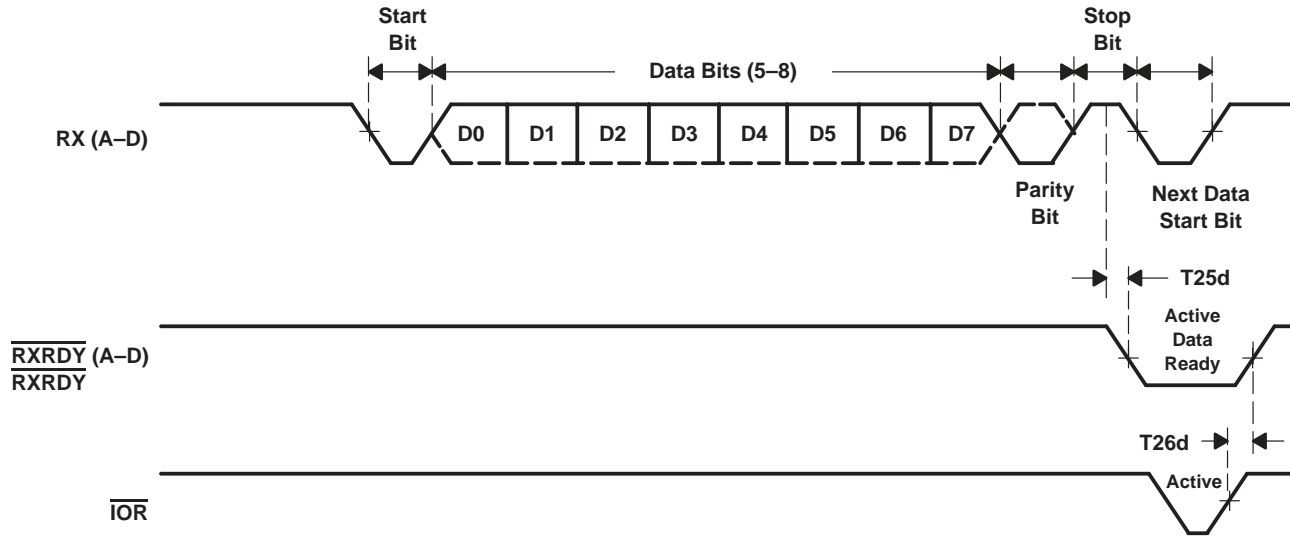 Start
Bit
Data Bits (5–8)
Stop
Bit
RX (A–D)
D0 D1 D2 D3 D4 D5 D6 D7
Parity
Bit
Next Data
Start Bit
T25d
RXRDY (A–D)
RXRDY
Active
Data
Ready
T26d
IOR
Active